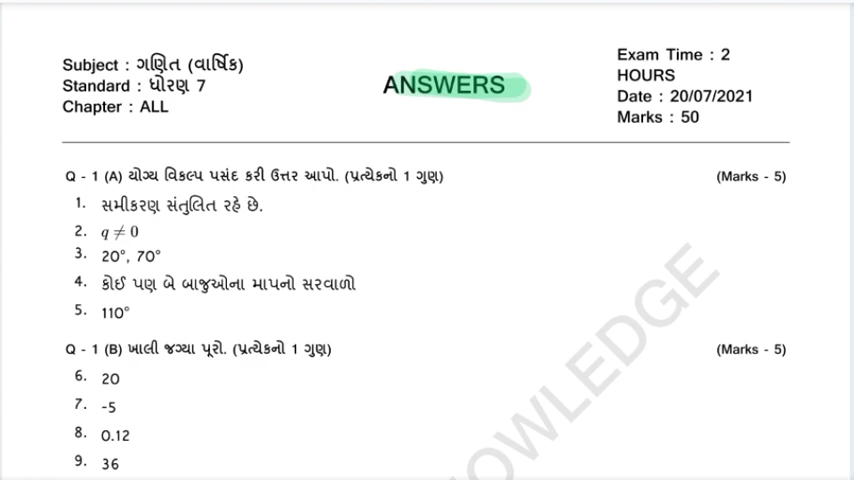 Subject : ગણિત (વાર્ષિક)
Standard : ધોરણ 7
Chapter : ALL
ANSWERS
Exam Time : 2
HOURS
Date : 20/07/2021
Marks : 50
Q - 1 (A) યોગ્ય વિકલ્પ પસંદ કરી ઉત્તર આપો. (પ્રત્યેકનો 1 ગુણ) (Marks - 5)
1. સમીકરણ સંતુલિત રહે છે.
2. q ≠ 0
3. 20°, 70°
4. કોઈ પણ બે બાજુઓના માપનો સરવાળો
5. 110°
Q - 1 (B) ખાલી જગ્યા પૂરો. (પ્રત્યેકનો 1 ગુણ) (Marks - 5)
6. 20
7. -5
8. 0.12
9. 36